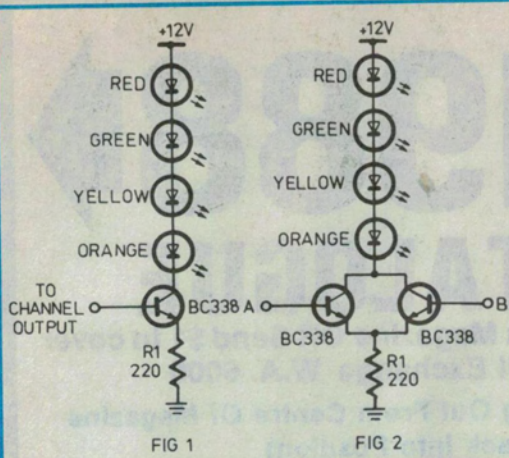 +12V
RED
GREEN
YELLOW
ORANGE
TO
CHANNEL
OUTPUT
BC338
R1
220
FIG 1
+12V
RED
GREEN
YELLOW
ORANGE
A
B
BC338
BC338
R1
220
FIG 2